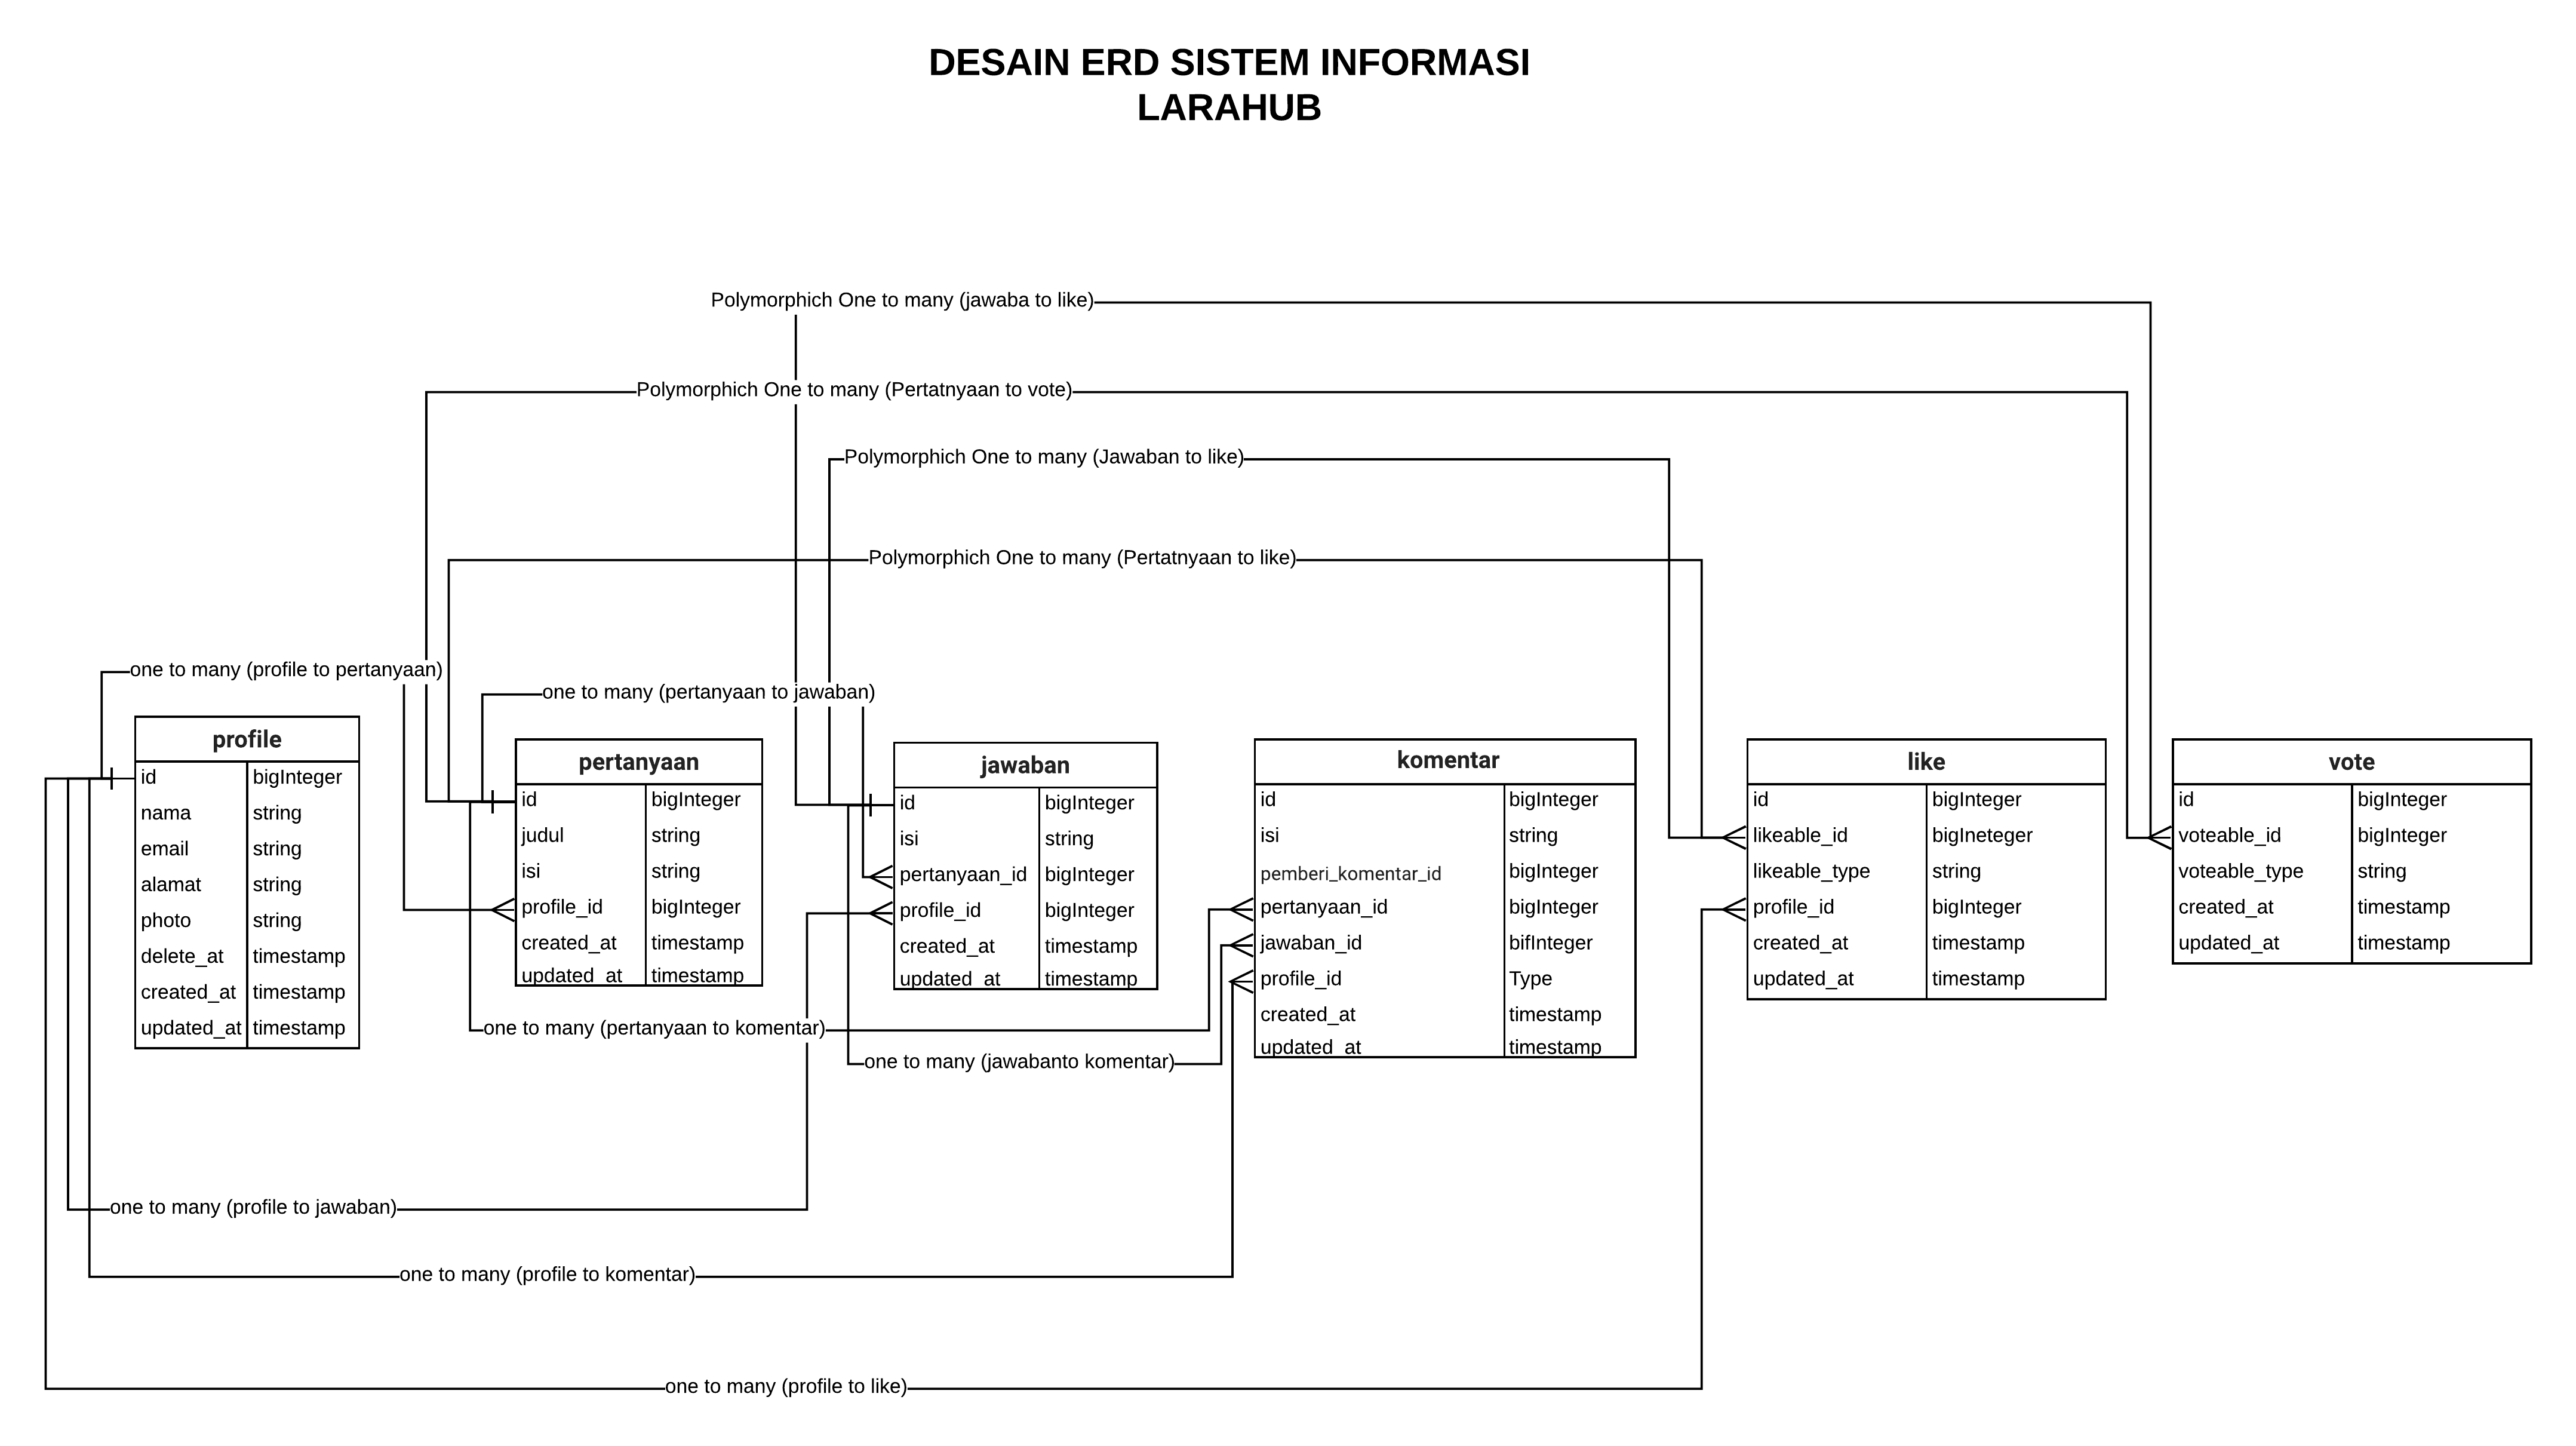 DESAIN ERD SISTEM INFORMASI
LARAHUB
Polymorphich One to many (jawaba to like)
Polymorphich One to many (Pertatnyaan to vote)
Polymorphich One to many (Jawaban to like)
Polymorphich One to many (Pertatnyaan to like)
one to many (profile to pertanyaan)
one to many (pertanyaan to jawaban)
profile
id bigInteger
nama string
email string
alamat string
photo string
delete_at timestamp
created_at timestamp
updated_at timestamp
pertanyaan
id bigInteger
judul string
isi string
profile_id bigInteger
created_at timestamp
updated_at timestamp
jawaban
id bigInteger
isi string
pertanyaan_id bigInteger
profile_id bigInteger
created_at timestamp
updated_at timestamp
komentar
id bigInteger
isi string
pemberi_komentar_id bigInteger
pertanyaan_id bigInteger
jawaban_id bifInteger
profile_id Type
created_at timestamp
updated_at timestamp
like
id bigInteger
likeable_id bigIneteger
likeable_type string
profile_id bigInteger
created_at timestamp
updated_at timestamp
vote
id bigInteger
voteable_id bigInteger
voteable_type string
created_at timestamp
updated_at timestamp
one to many (pertanyaan to komentar)
one to many (jawabanto komentar)
one to many (profile to jawaban)
one to many (profile to komentar)
one to many (profile to like)